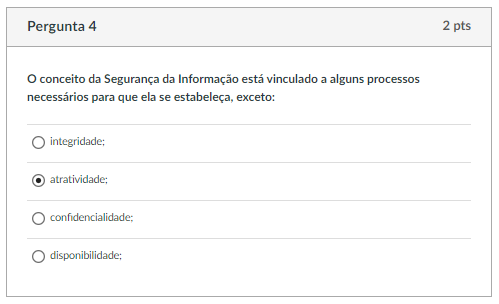 Pergunta 4
2 pts
O conceito da Segurança da Informação está vinculado a alguns processos
necessários para que ela se estabeleça, exceto:
integridade;
atratividade;
confidencialidade;
disponibilidade;